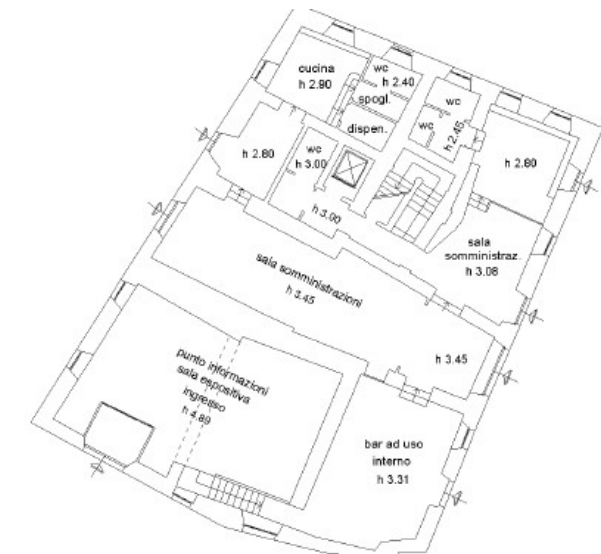 cucina
h 2.90
wc
h 2.40
spogl.
dispen.
wc
wc
h 2.45
h 2.80
wc
h 3.00
h 2.80
h 3.00
sala
somministraz.
h 3.08
sala somministrazioni
h 3.45
h 3.45
punto informazioni
sala espositiva
ingresso
h 4.89
bar ad uso
interno
h 3.31